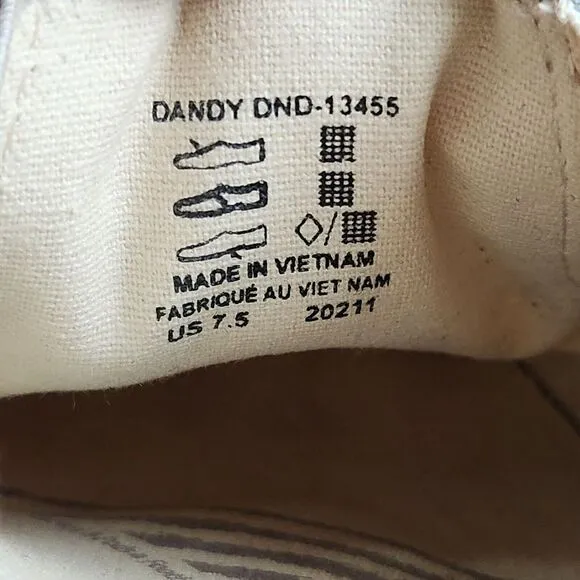 DANDY DND-13455
MADE IN VIETNAM
FABRIQUÉ AU VIET NAM
US 7.5 20211